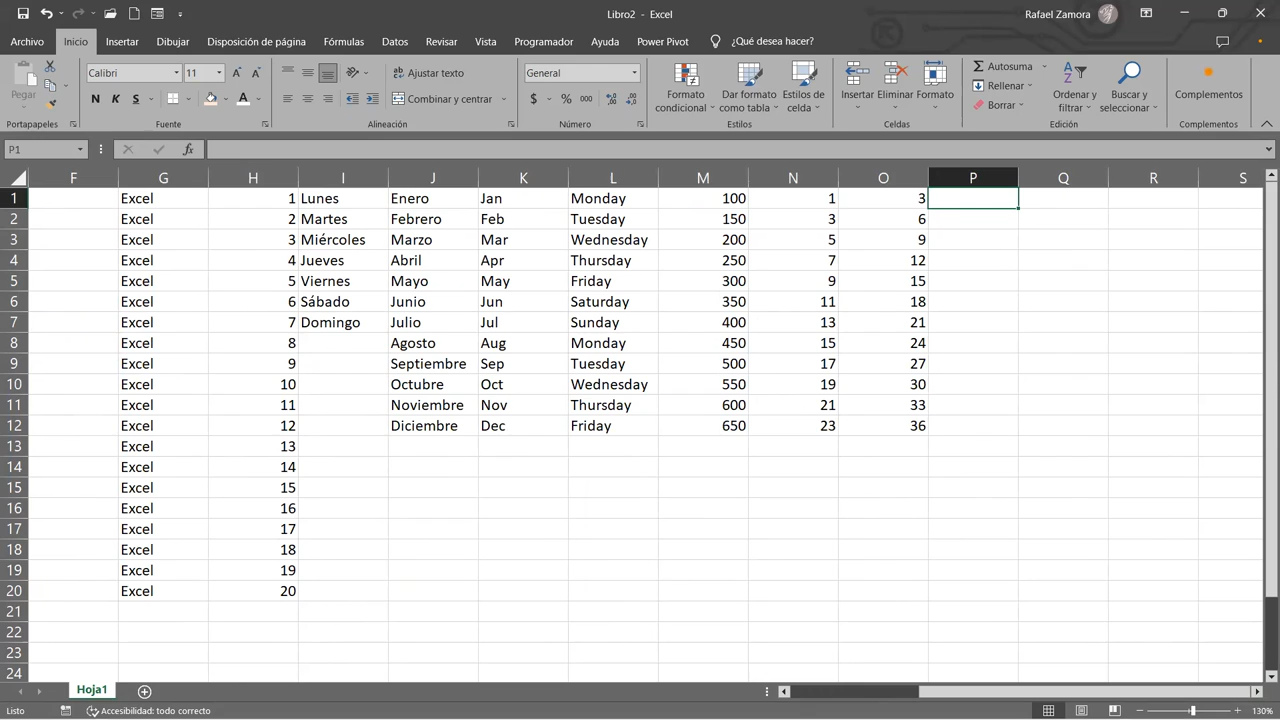 Libro2 - Excel
Rafael Zamora
Archivo Inicio Insertar Dibujar Disposición de página Fórmulas Datos Revisar Vista Programador Ayuda Power Pivot ¿Qué desea hacer?
Pegar
Portapapeles
Calibri 11
N K S A
Fuente
Ajustar texto
Combinar y centrar
Alineación
General
$ % 000
Número
Formato condicional
Dar formato como tabla
Estilos de celda
Estilos
Insertar Eliminar Formato
Celdas
Autosuma
Rellenar
Borrar
Ordenar y filtrar
Buscar y seleccionar
Edición
Complementos
Complementos
P1 fx
F G H I J K L M N O P Q R S
1 Excel 1 Lunes Enero Jan Monday 100 1 3
2 Excel 2 Martes Febrero Feb Tuesday 150 3 6
3 Excel 3 Miércoles Marzo Mar Wednesday 200 5 9
4 Excel 4 Jueves Abril Apr Thursday 250 7 12
5 Excel 5 Viernes Mayo May Friday 300 9 15
6 Excel 6 Sábado Junio Jun Saturday 350 11 18
7 Excel 7 Domingo Julio Jul Sunday 400 13 21
8 Excel 8 Agosto Aug Monday 450 15 24
9 Excel 9 Septiembre Sep Tuesday 500 17 27
10 Excel 10 Octubre Oct Wednesday 550 19 30
11 Excel 11 Noviembre Nov Thursday 600 21 33
12 Excel 12 Diciembre Dec Friday 650 23 36
13 Excel 13
14 Excel 14
15 Excel 15
16 Excel 16
17 Excel 17
18 Excel 18
19 Excel 19
20 Excel 20
21
22
23
24
Hoja1
Listo Accesibilidad: todo correcto 130%